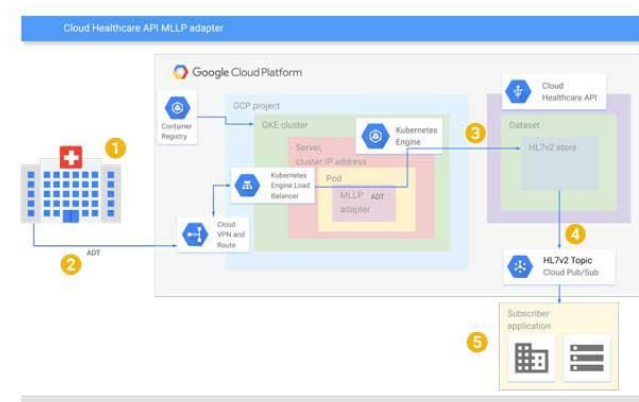 Cloud Healthcare API MLLP adapter
Google Cloud Platform
Container
Registry
GCP project
GKE cluster
Kubernetes
Engine
Server,
cluster IP address
Pod
MLLP ADT
adapter
Kubernetes
Engine Load
Balancer
Cloud
VPN and
Route
Cloud
Healthcare API
Dataset
HL7v2 store
1
2
ADT
3
4
HL7v2 Topic
Cloud Pub/Sub
Subscriber
application
5